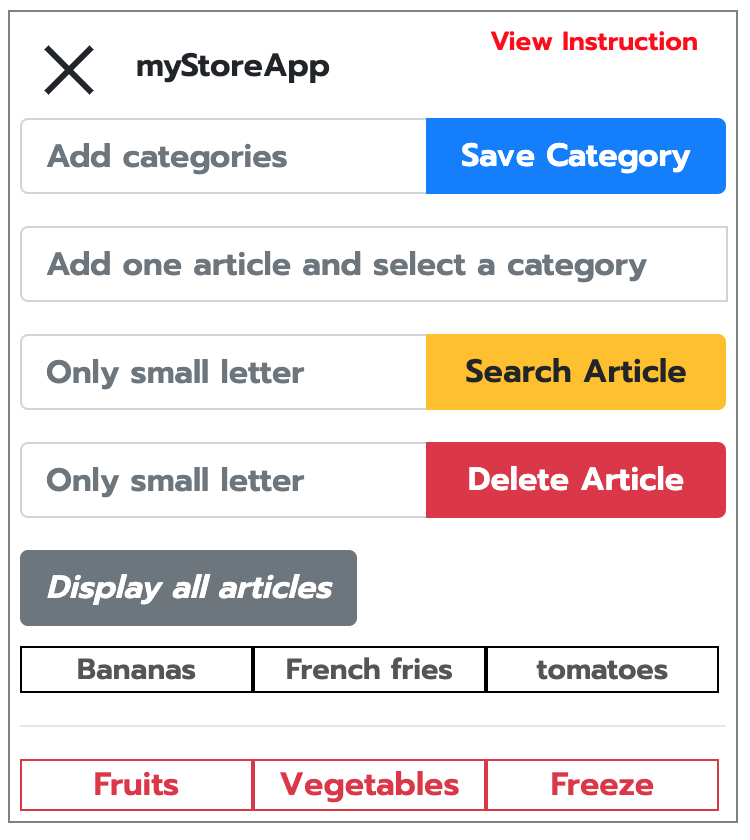 View Instruction
myStoreApp
Add categories Save Category
Add one article and select a category
Only small letter Search Article
Only small letter Delete Article
Display all articles
Bananas French fries tomatoes
Fruits Vegetables Freeze